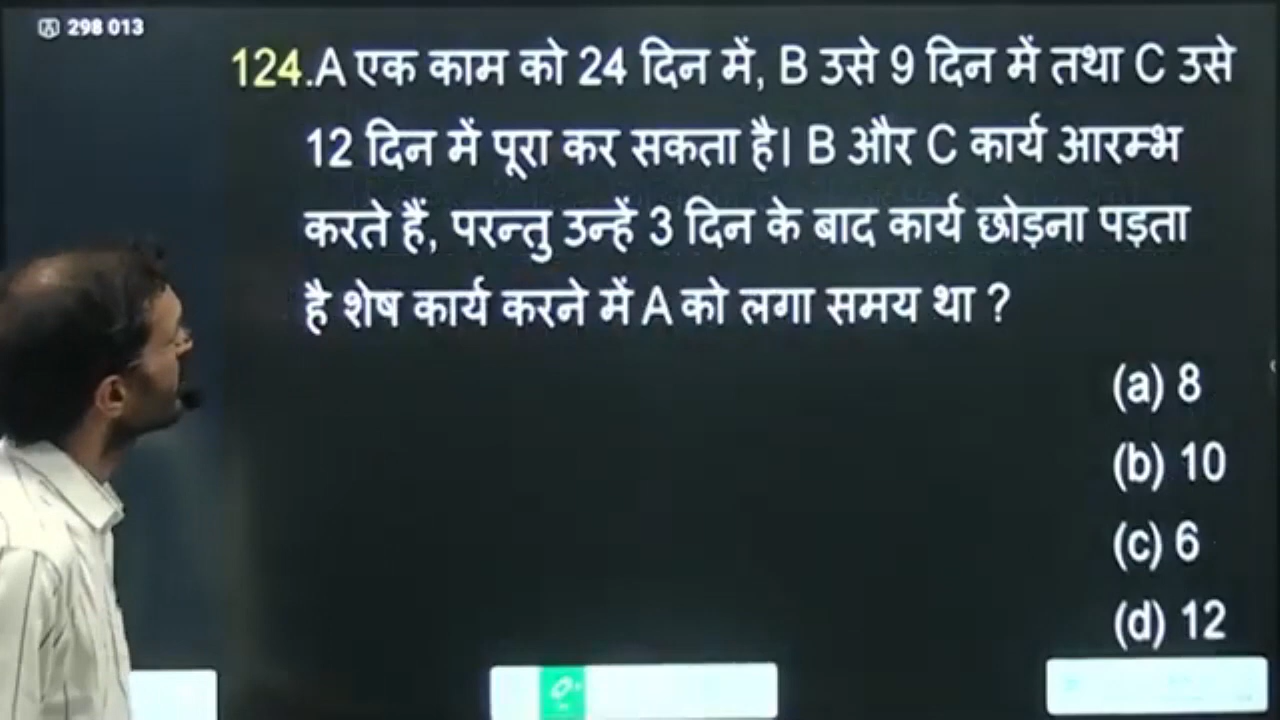 298 013
124.A एक काम को 24 दिन में, B उसे 9 दिन में तथा C उसे
12 दिन में पूरा कर सकता है। B और C कार्य आरम्भ
करते हैं, परन्तु उन्हें 3 दिन के बाद कार्य छोड़ना पड़ता
है शेष कार्य करने में A को लगा समय था ?
(a) 8
(b) 10
(c) 6
(d) 12